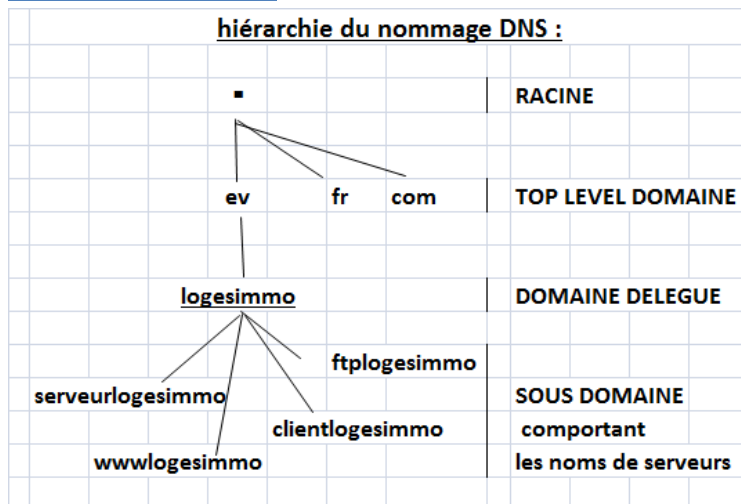 hiérarchie du nommage DNS :
.
RACINE
ev fr com
TOP LEVEL DOMAINE
logesimmo
DOMAINE DELEGUE
ftplogesimmo
serveurlogesimmo
SOUS DOMAINE
clientlogesimmo
comportant
wwwlogesimmo
les noms de serveurs